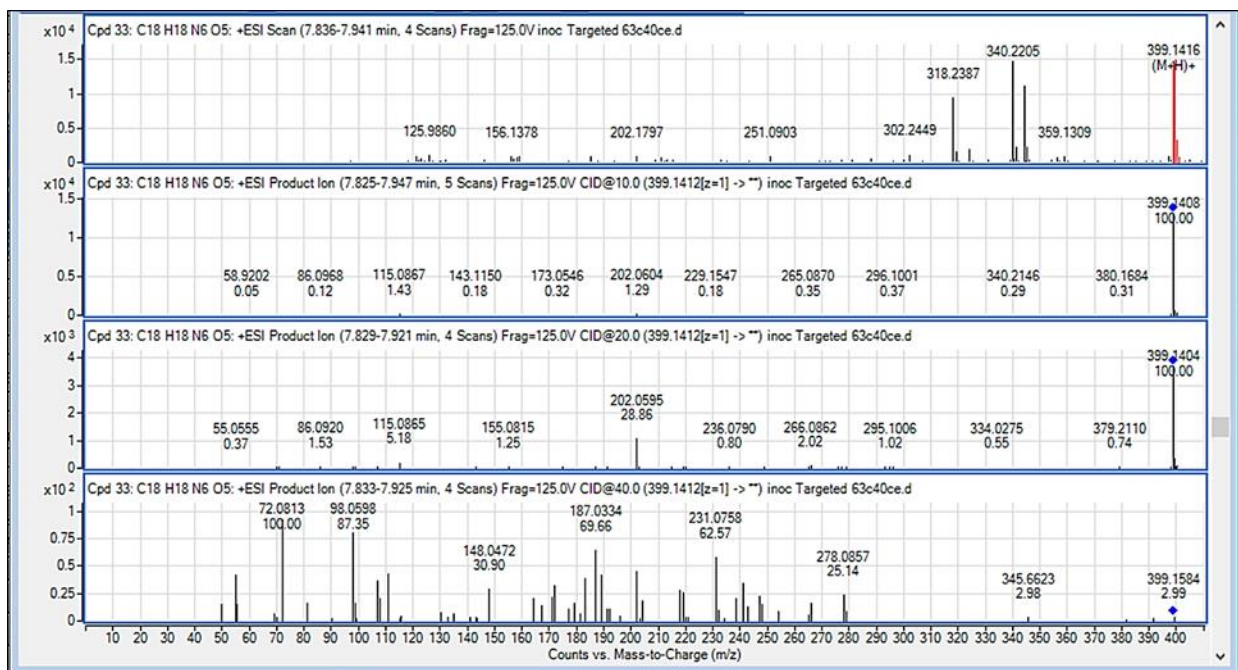 x10⁴ Cpd 33: C18 H18 N6 O5: +ESI Scan (7.836-7.941 min, 4 Scans) Frag=125.0V inoc Targeted 63c40ce.d
1.5
1
0.5
0
125.9860 156.1378 202.1797 251.0903 302.2449 318.2387 340.2205 359.1309 399.1416
(M+H)+
x10⁴ Cpd 33: C18 H18 N6 O5: +ESI Product Ion (7.825-7.947 min, 5 Scans) Frag=125.0V CID@10.0 (399.1412[z=1] -> **) inoc Targeted 63c40ce.d
1.5
1
0.5
0
399.1408
100.00
58.9202 86.0968 115.0867 143.1150 173.0546 202.0604 229.1547 265.0870 296.1001 340.2146 380.1684
0.05 0.12 1.43 0.18 0.32 1.29 0.18 0.35 0.37 0.29 0.31
x10³ Cpd 33: C18 H18 N6 O5: +ESI Product Ion (7.829-7.921 min, 4 Scans) Frag=125.0V CID@20.0 (399.1412[z=1] -> **) inoc Targeted 63c40ce.d
4
3
2
1
0
399.1404
100.00
202.0595
28.86
55.0555 86.0920 115.0865 155.0815 236.0790 266.0862 295.1006 334.0275 379.2110
0.37 1.53 5.18 1.25 0.80 2.02 1.02 0.55 0.74
x10² Cpd 33: C18 H18 N6 O5: +ESI Product Ion (7.833-7.925 min, 4 Scans) Frag=125.0V CID@40.0 (399.1412[z=1] -> **) inoc Targeted 63c40ce.d
1
0.75
0.5
0.25
0
72.0813 98.0598 187.0334 231.0758
100.00 87.35 69.66 62.57
148.0472 278.0857 345.6623 399.1584
30.90 25.14 2.98 2.99
10 20 30 40 50 60 70 80 90 100 110 120 130 140 150 160 170 180 190 200 210 220 230 240 250 260 270 280 290 300 310 320 330 340 350 360 370 380 390 400
Counts vs. Mass-to-Charge (m/z)